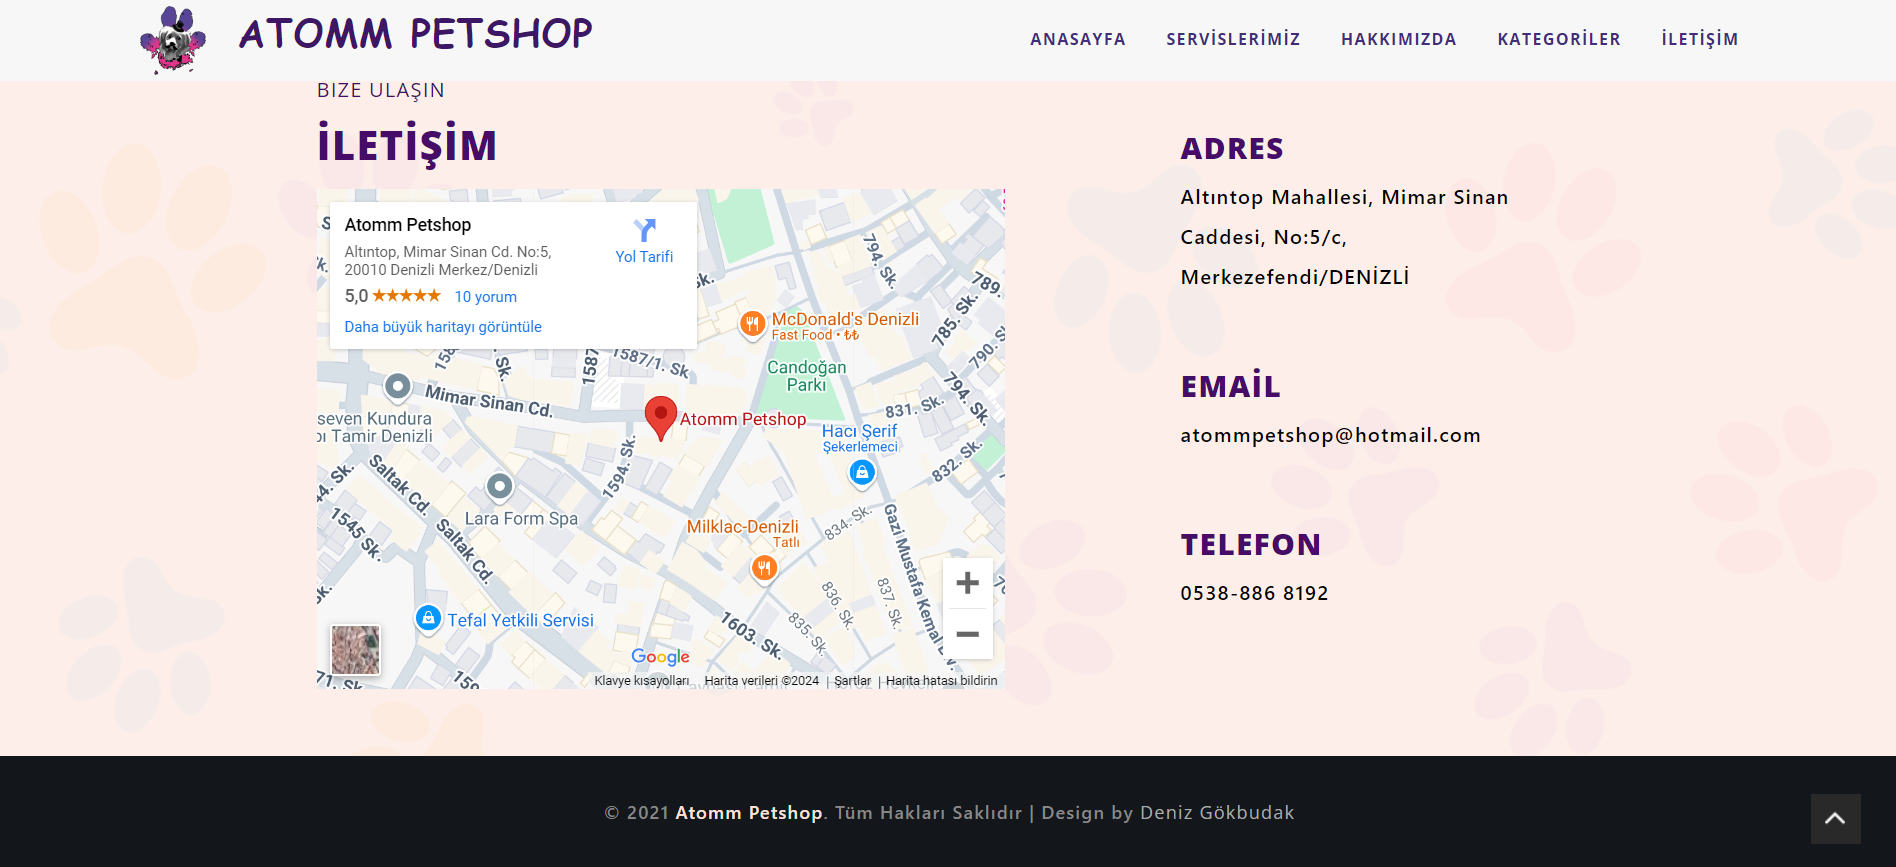 ATOMM PETSHOP
ANASAYFA
SERVİSLERİMİZ
HAKKIMIZDA
KATEGORİLER
İLETİŞİM
BIZE ULAŞIN
İLETİŞİM
Atomm Petshop
Altıntop, Mimar Sinan Cd. No:5,
20010 Denizli Merkez/Denizli
5,0
10 yorum
Daha büyük haritayı görüntüle
Yol Tarifi
794. Sk.
789.
785. Sk.
790.
McDonald's Denizli
Fast Food • ₺₺
1587
1587/1. Sk
Sk.
Candoğan
Parkı
794. Sk.
Mimar Sinan Cd.
831. Sk.
seven Kundura
Tamir Denizli
Atomm Petshop
Hacı Şerif
Şekerlemeci
832. Sk.
1594. Sk.
Saltak Cd.
4. Sk.
Lara Form Spa
1545 Sk.
Saltak Cd.
Milklac-Denizli
Tatlı
834. Sk.
Gazi Mustafa Kemal
836. Sk.
837. Sk.
835. Sk.
1603. Sk.
Tefal Yetkili Servisi
71. Sk.
Google
Klavye kısayolları
Harita verileri ©2024
Şartlar
Harita hatası bildirin
ADRES
Altıntop Mahallesi, Mimar Sinan
Caddesi, No:5/c,
Merkezefendi/DENİZLİ
EMAİL
atommpetshop@hotmail.com
TELEFON
0538-886 8192
© 2021 Atomm Petshop. Tüm Hakları Saklıdır | Design by Deniz Gökbudak